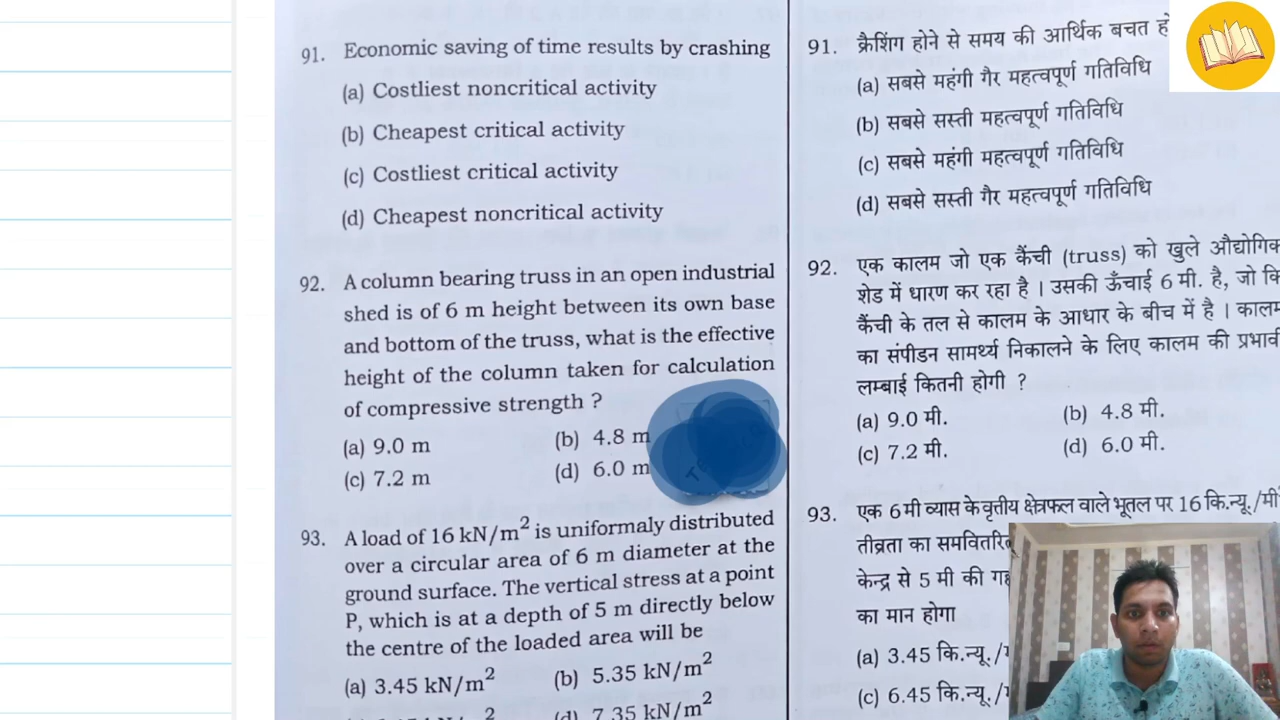 91. Economic saving of time results by crashing
(a) Costliest noncritical activity
(b) Cheapest critical activity
(c) Costliest critical activity
(d) Cheapest noncritical activity
92. A column bearing truss in an open industrial
shed is of 6 m height between its own base
and bottom of the truss, what is the effective
height of the column taken for calculation
of compressive strength ?
(a) 9.0 m (b) 4.8 m
(c) 7.2 m (d) 6.0 m
93. A load of 16 kN/m² is uniformaly distributed
over a circular area of 6 m diameter at the
ground surface. The vertical stress at a point
P, which is at a depth of 5 m directly below
the centre of the loaded area will be
(a) 3.45 kN/m² (b) 5.35 kN/m²
(d) 7.35 kN/m²
91. क्रैशिंग होने से समय की आर्थिक बचत
(a) सबसे महंगी गैर महत्वपूर्ण गतिविधि
(b) सबसे सस्ती महत्वपूर्ण गतिविधि
(c) सबसे महंगी महत्वपूर्ण गतिविधि
(d) सबसे सस्ती गैर महत्वपूर्ण गतिविधि
92. एक कालम जो एक कैंची (truss) को खुले
शेड में धारण कर रहा है । उसकी ऊँचाई 6 मी. है, जो
कैंची के तल से कालम के आधार के बीच में है ।
का संपीडन सामर्थ्य निकालने के लिए कालम की
लम्बाई कितनी होगी ?
(a) 9.0 मी. (b) 4.8 मी.
(c) 7.2 मी. (d) 6.0 मी.
93. एक 6 मी व्यास के वृत्तीय क्षेत्रफल वाले भूतल पर 16 कि.न्यू./मी
तीव्रता का
केन्द्र से 5 मी की
का मान होगा
(a) 3.45 कि.न्यू./
(c) 6.45 कि.न्यू./